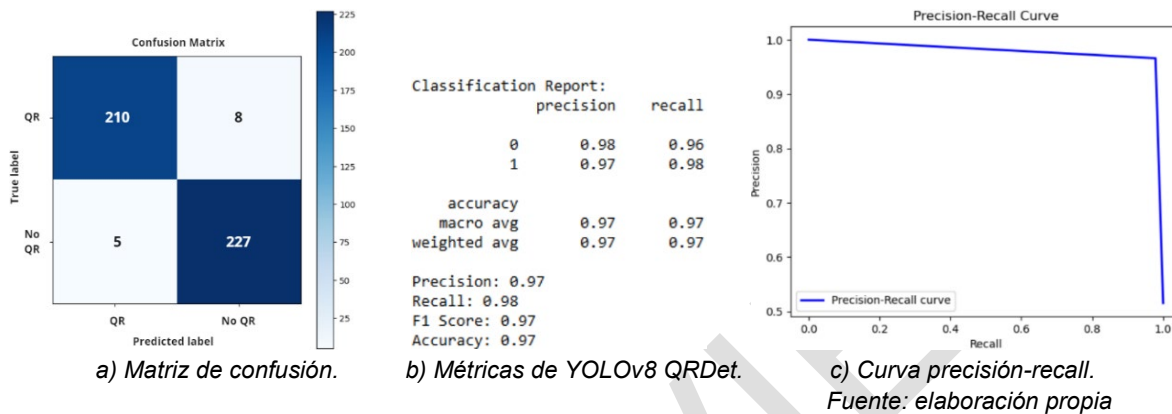 Confusion Matrix
True label
QR
No
QR
210
8
5
227
QR
No QR
Predicted label
225
200
175
150
125
100
75
50
25
a) Matriz de confusión.
Classification Report:
precision recall
0 0.98 0.96
1 0.97 0.98
accuracy
macro avg 0.97 0.97
weighted avg 0.97 0.97
Precision: 0.97
Recall: 0.98
F1 Score: 0.97
Accuracy: 0.97
b) Métricas de YOLOv8 QRDet.
Precision-Recall Curve
Precision
1.0
0.9
0.8
0.7
0.6
0.5
Precision-Recall curve
0.0 0.2 0.4 0.6 0.8 1.0
Recall
c) Curva precisión-recall.
Fuente: elaboración propia